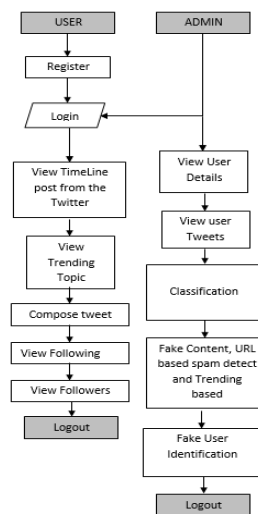 USER
Register
Login
View TimeLine
post from the
Twitter
View
Trending
Topic
Compose tweet
View Following
View Followers
Logout
ADMIN
View User
Details
View user
Tweets
Classification
Fake Content, URL
based spam detect
and Trending
based
Fake User
Identification
Logout